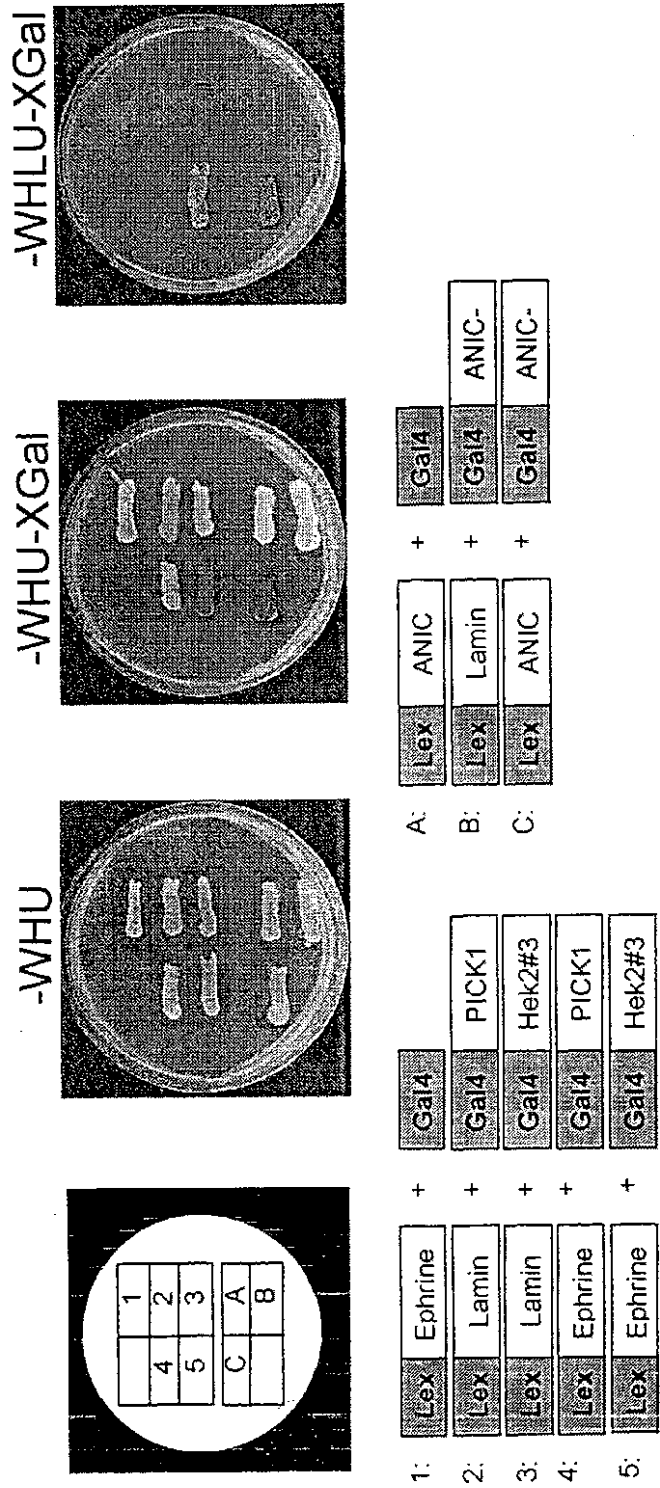 -WHU
-WHU-XGal
-WHLU-XGal
1
4 2
5 3
C A
B
1: Lex Ephrine + Gal4
2: Lex Lamin + Gal4 PICK1
3: Lex Lamin + Gal4 Hek2#3
4: Lex Ephrine + Gal4 PICK1
5: Lex Ephrine + Gal4 Hek2#3
A: Lex ANIC + Gal4
B: Lex Lamin + Gal4 ANIC-
C: Lex ANIC + Gal4 ANIC-